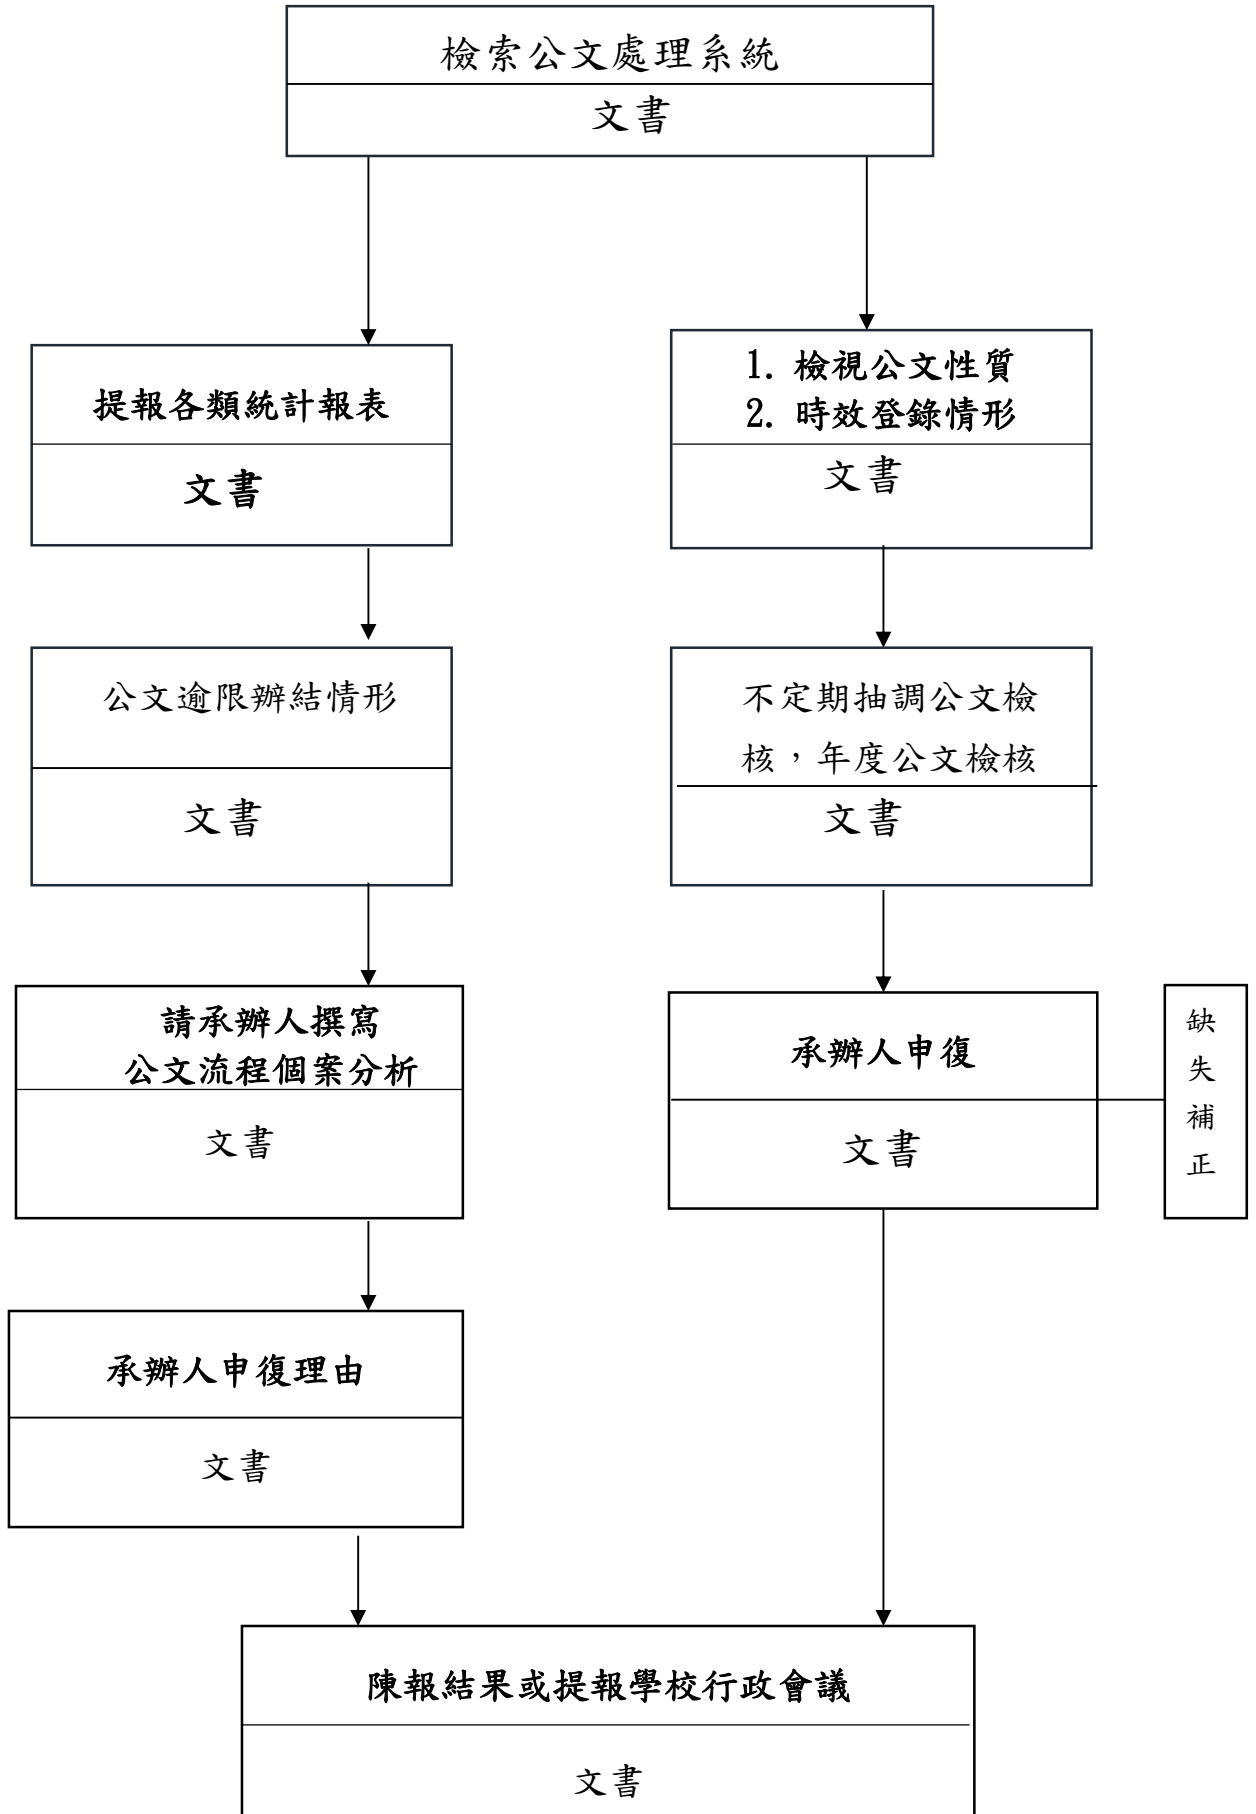 檢索公文處理系統
文書
提報各類統計報表
文書
1. 檢視公文性質
2. 時效登錄情形
文書
公文逾限辦結情形
文書
不定期抽調公文檢
核，年度公文檢核
文書
請承辦人撰寫
公文流程個案分析
文書
承辦人申復
文書
缺
失
補
正
承辦人申復理由
文書
陳報結果或提報學校行政會議
文書